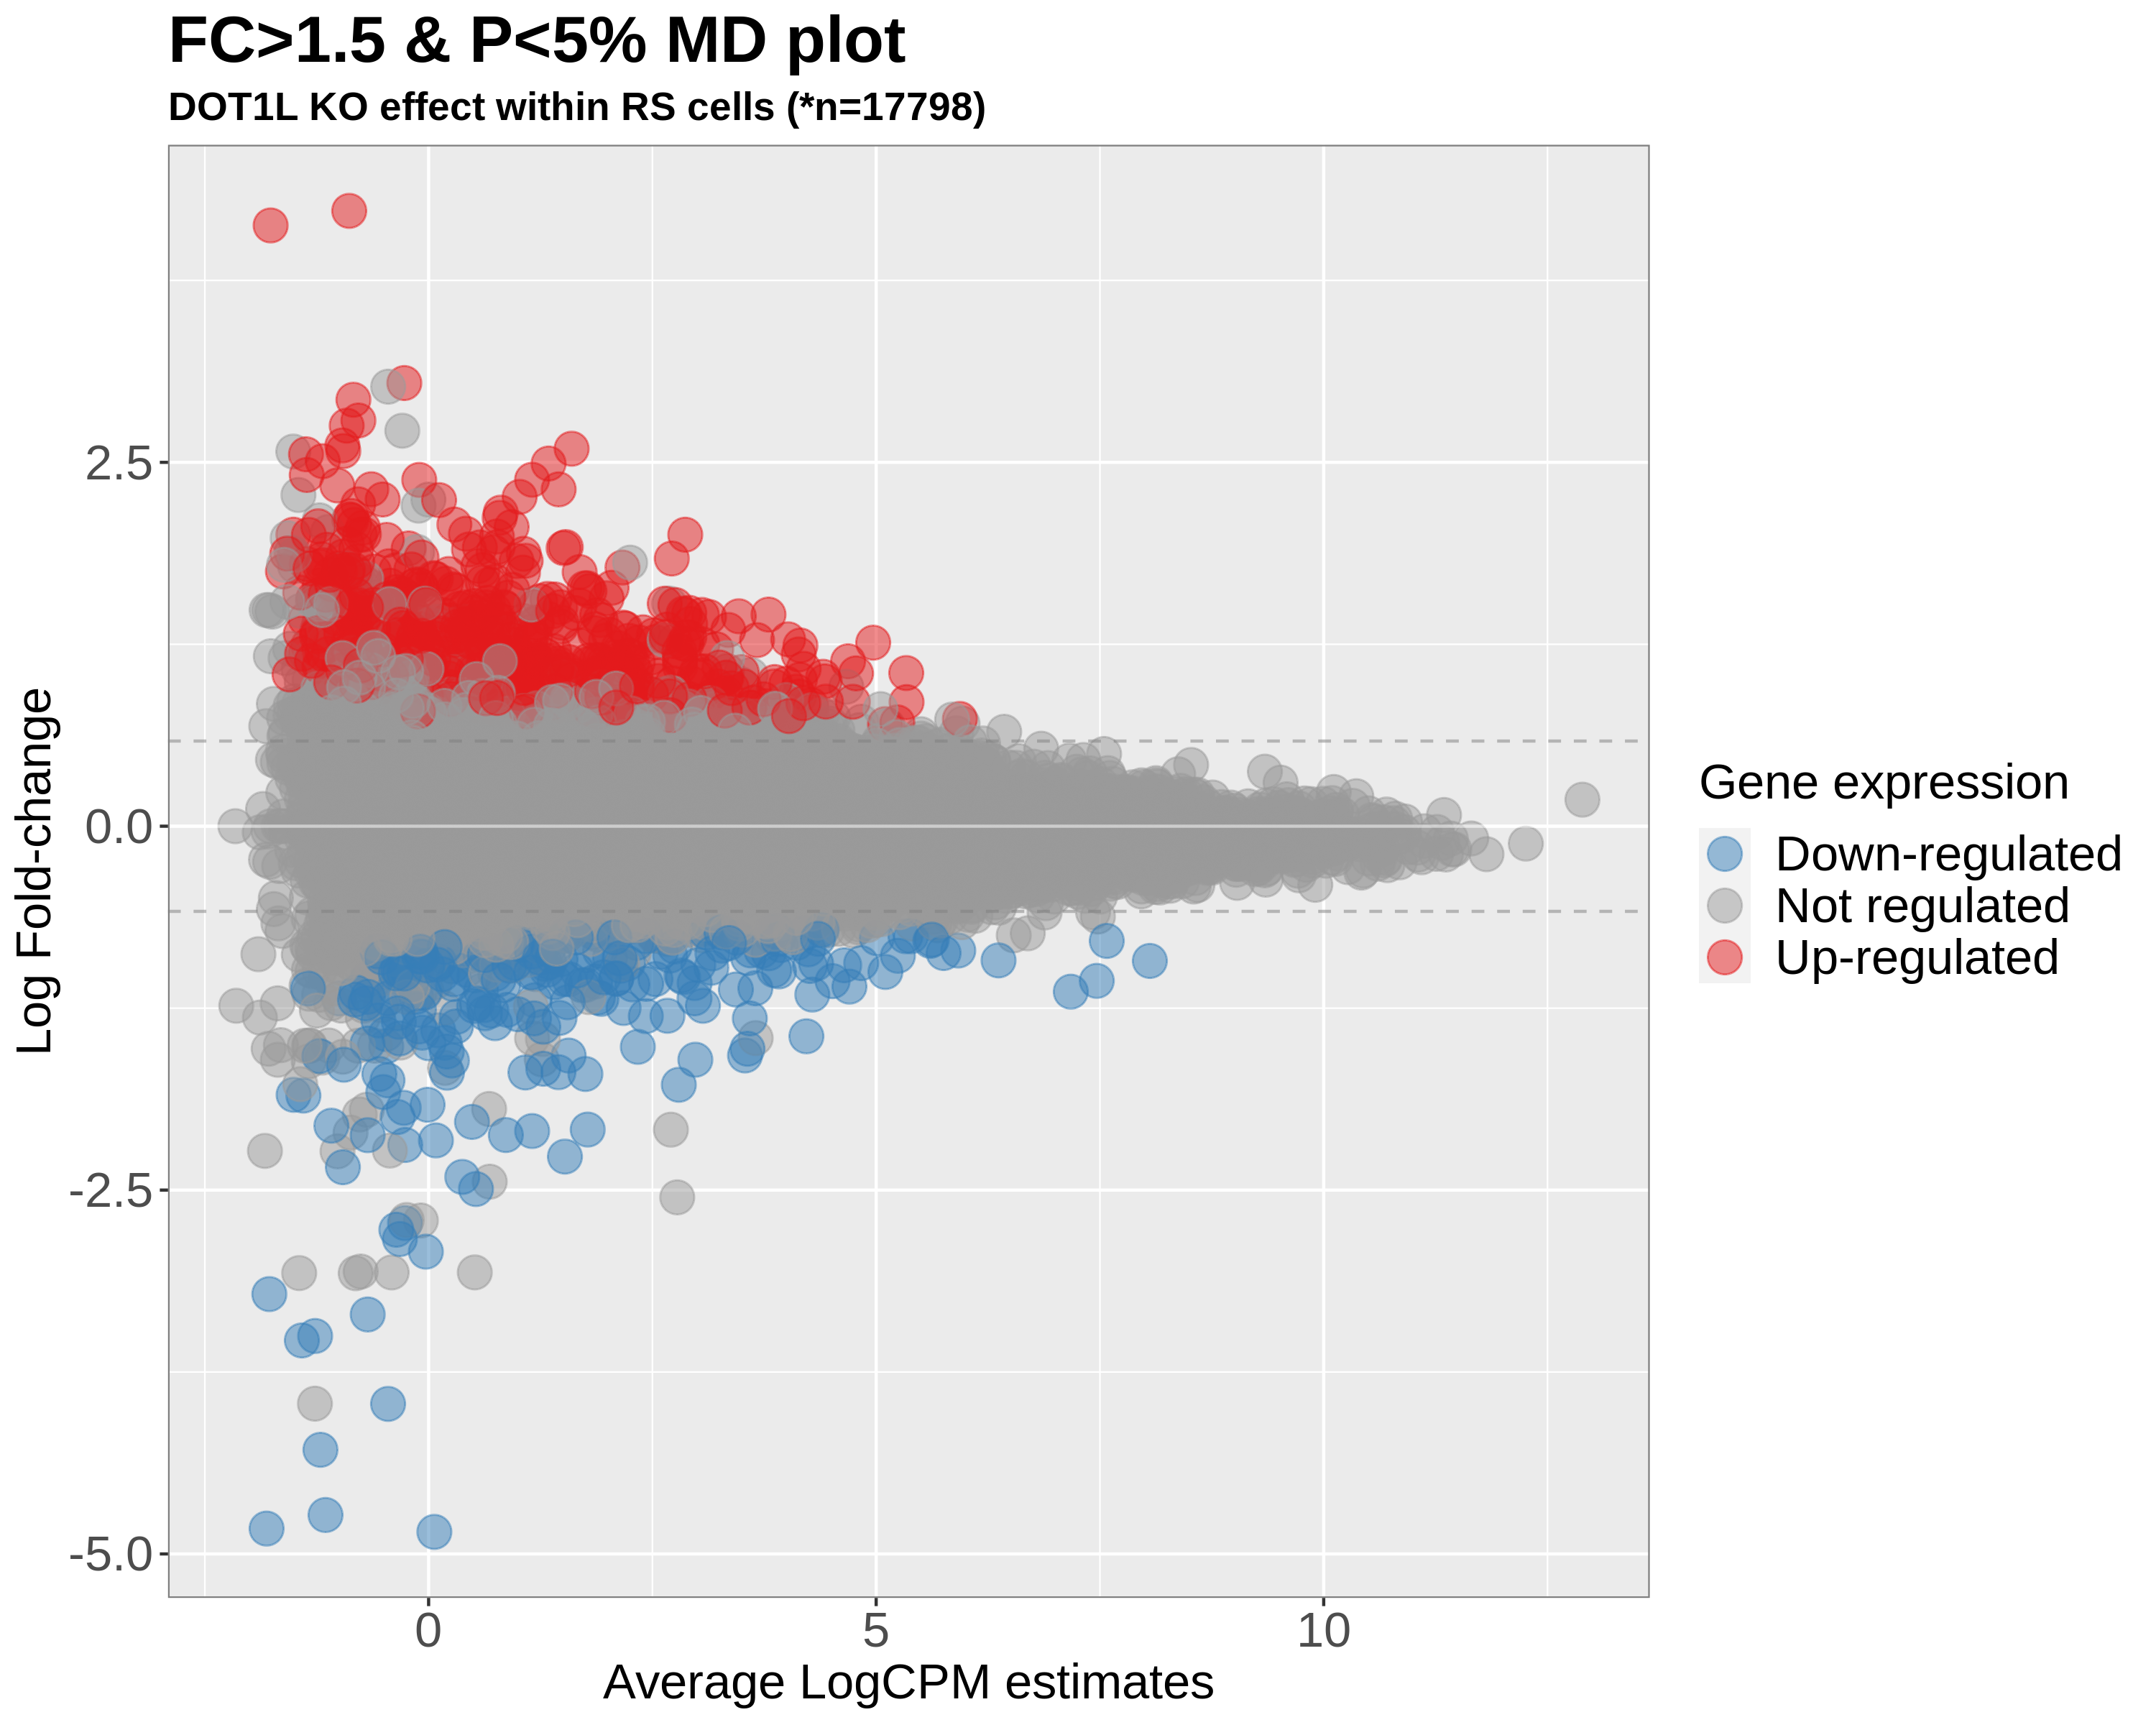 FC>1.5 & P<5% MD plot
DOT1L KO effect within RS cells (*n=17798)
Log Fold-change
2.5
0.0
-2.5
-5.0
0 5 10
Average LogCPM estimates
Gene expression
Down-regulated
Not regulated
Up-regulated